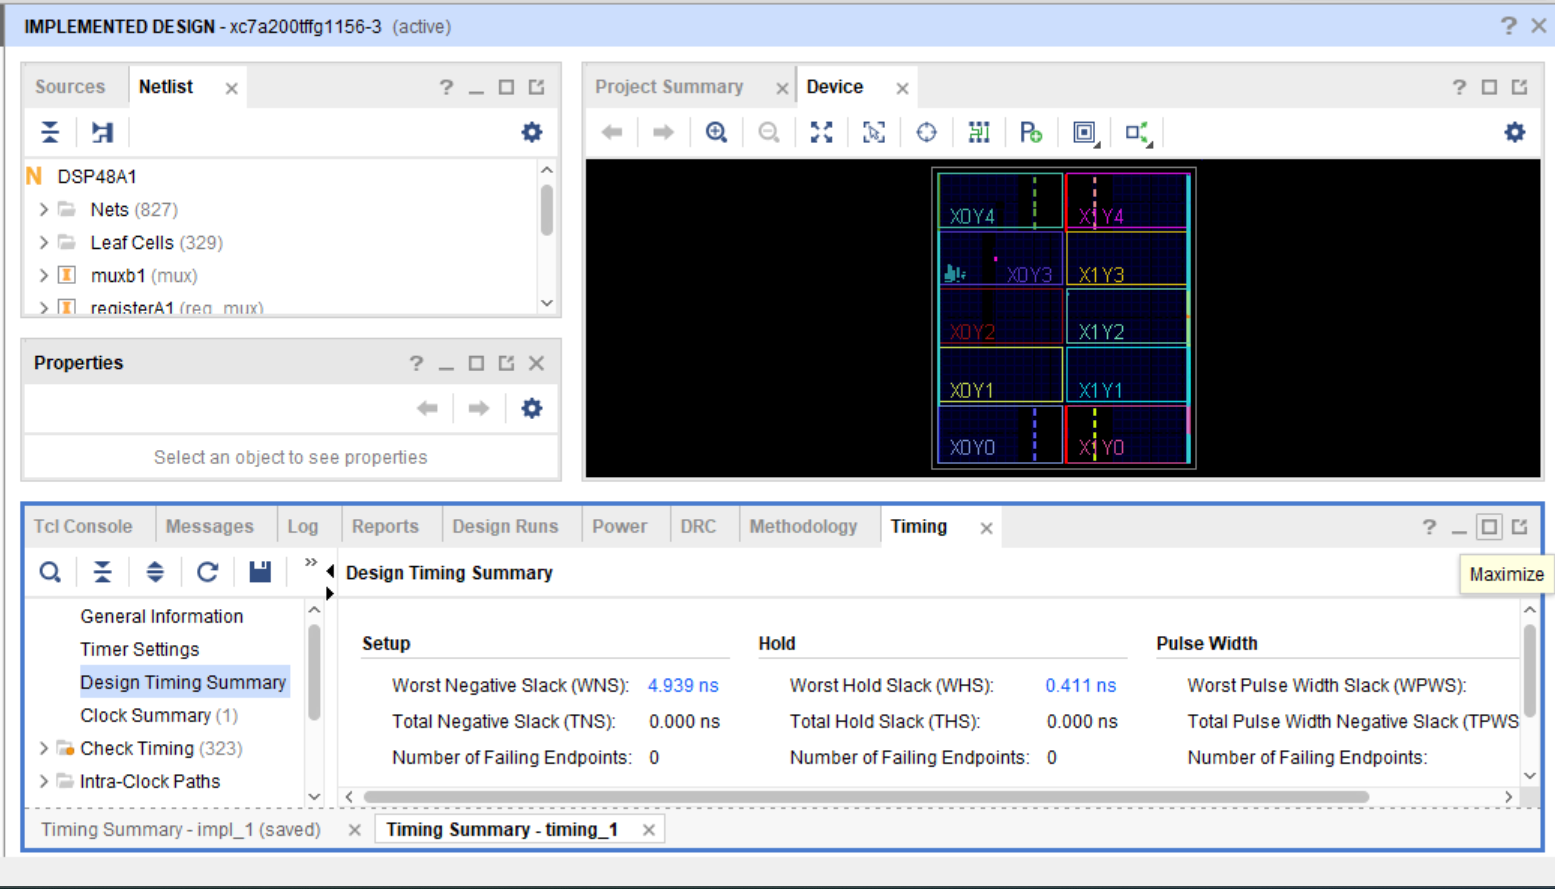 IMPLEMENTED DESIGN - xc7a200tffg1156-3 (active)
Sources Netlist
DSP48A1
Nets (827)
Leaf Cells (329)
muxb1 (mux)
registerA1 (reg_mux)
Properties
Select an object to see properties
Project Summary Device
X0Y4 X1Y4
X0Y3 X1Y3
X0Y2 X1Y2
X0Y1 X1Y1
X0Y0 X1Y0
Tcl Console Messages Log Reports Design Runs Power DRC Methodology Timing
Maximize
General Information
Timer Settings
Design Timing Summary
Clock Summary (1)
Check Timing (323)
Intra-Clock Paths
Design Timing Summary
Setup Hold Pulse Width
Worst Negative Slack (WNS): 4.939 ns Worst Hold Slack (WHS): 0.411 ns Worst Pulse Width Slack (WPWS):
Total Negative Slack (TNS): 0.000 ns Total Hold Slack (THS): 0.000 ns Total Pulse Width Negative Slack (TPWS
Number of Failing Endpoints: 0 Number of Failing Endpoints: 0 Number of Failing Endpoints:
Timing Summary - impl_1 (saved) Timing Summary - timing_1